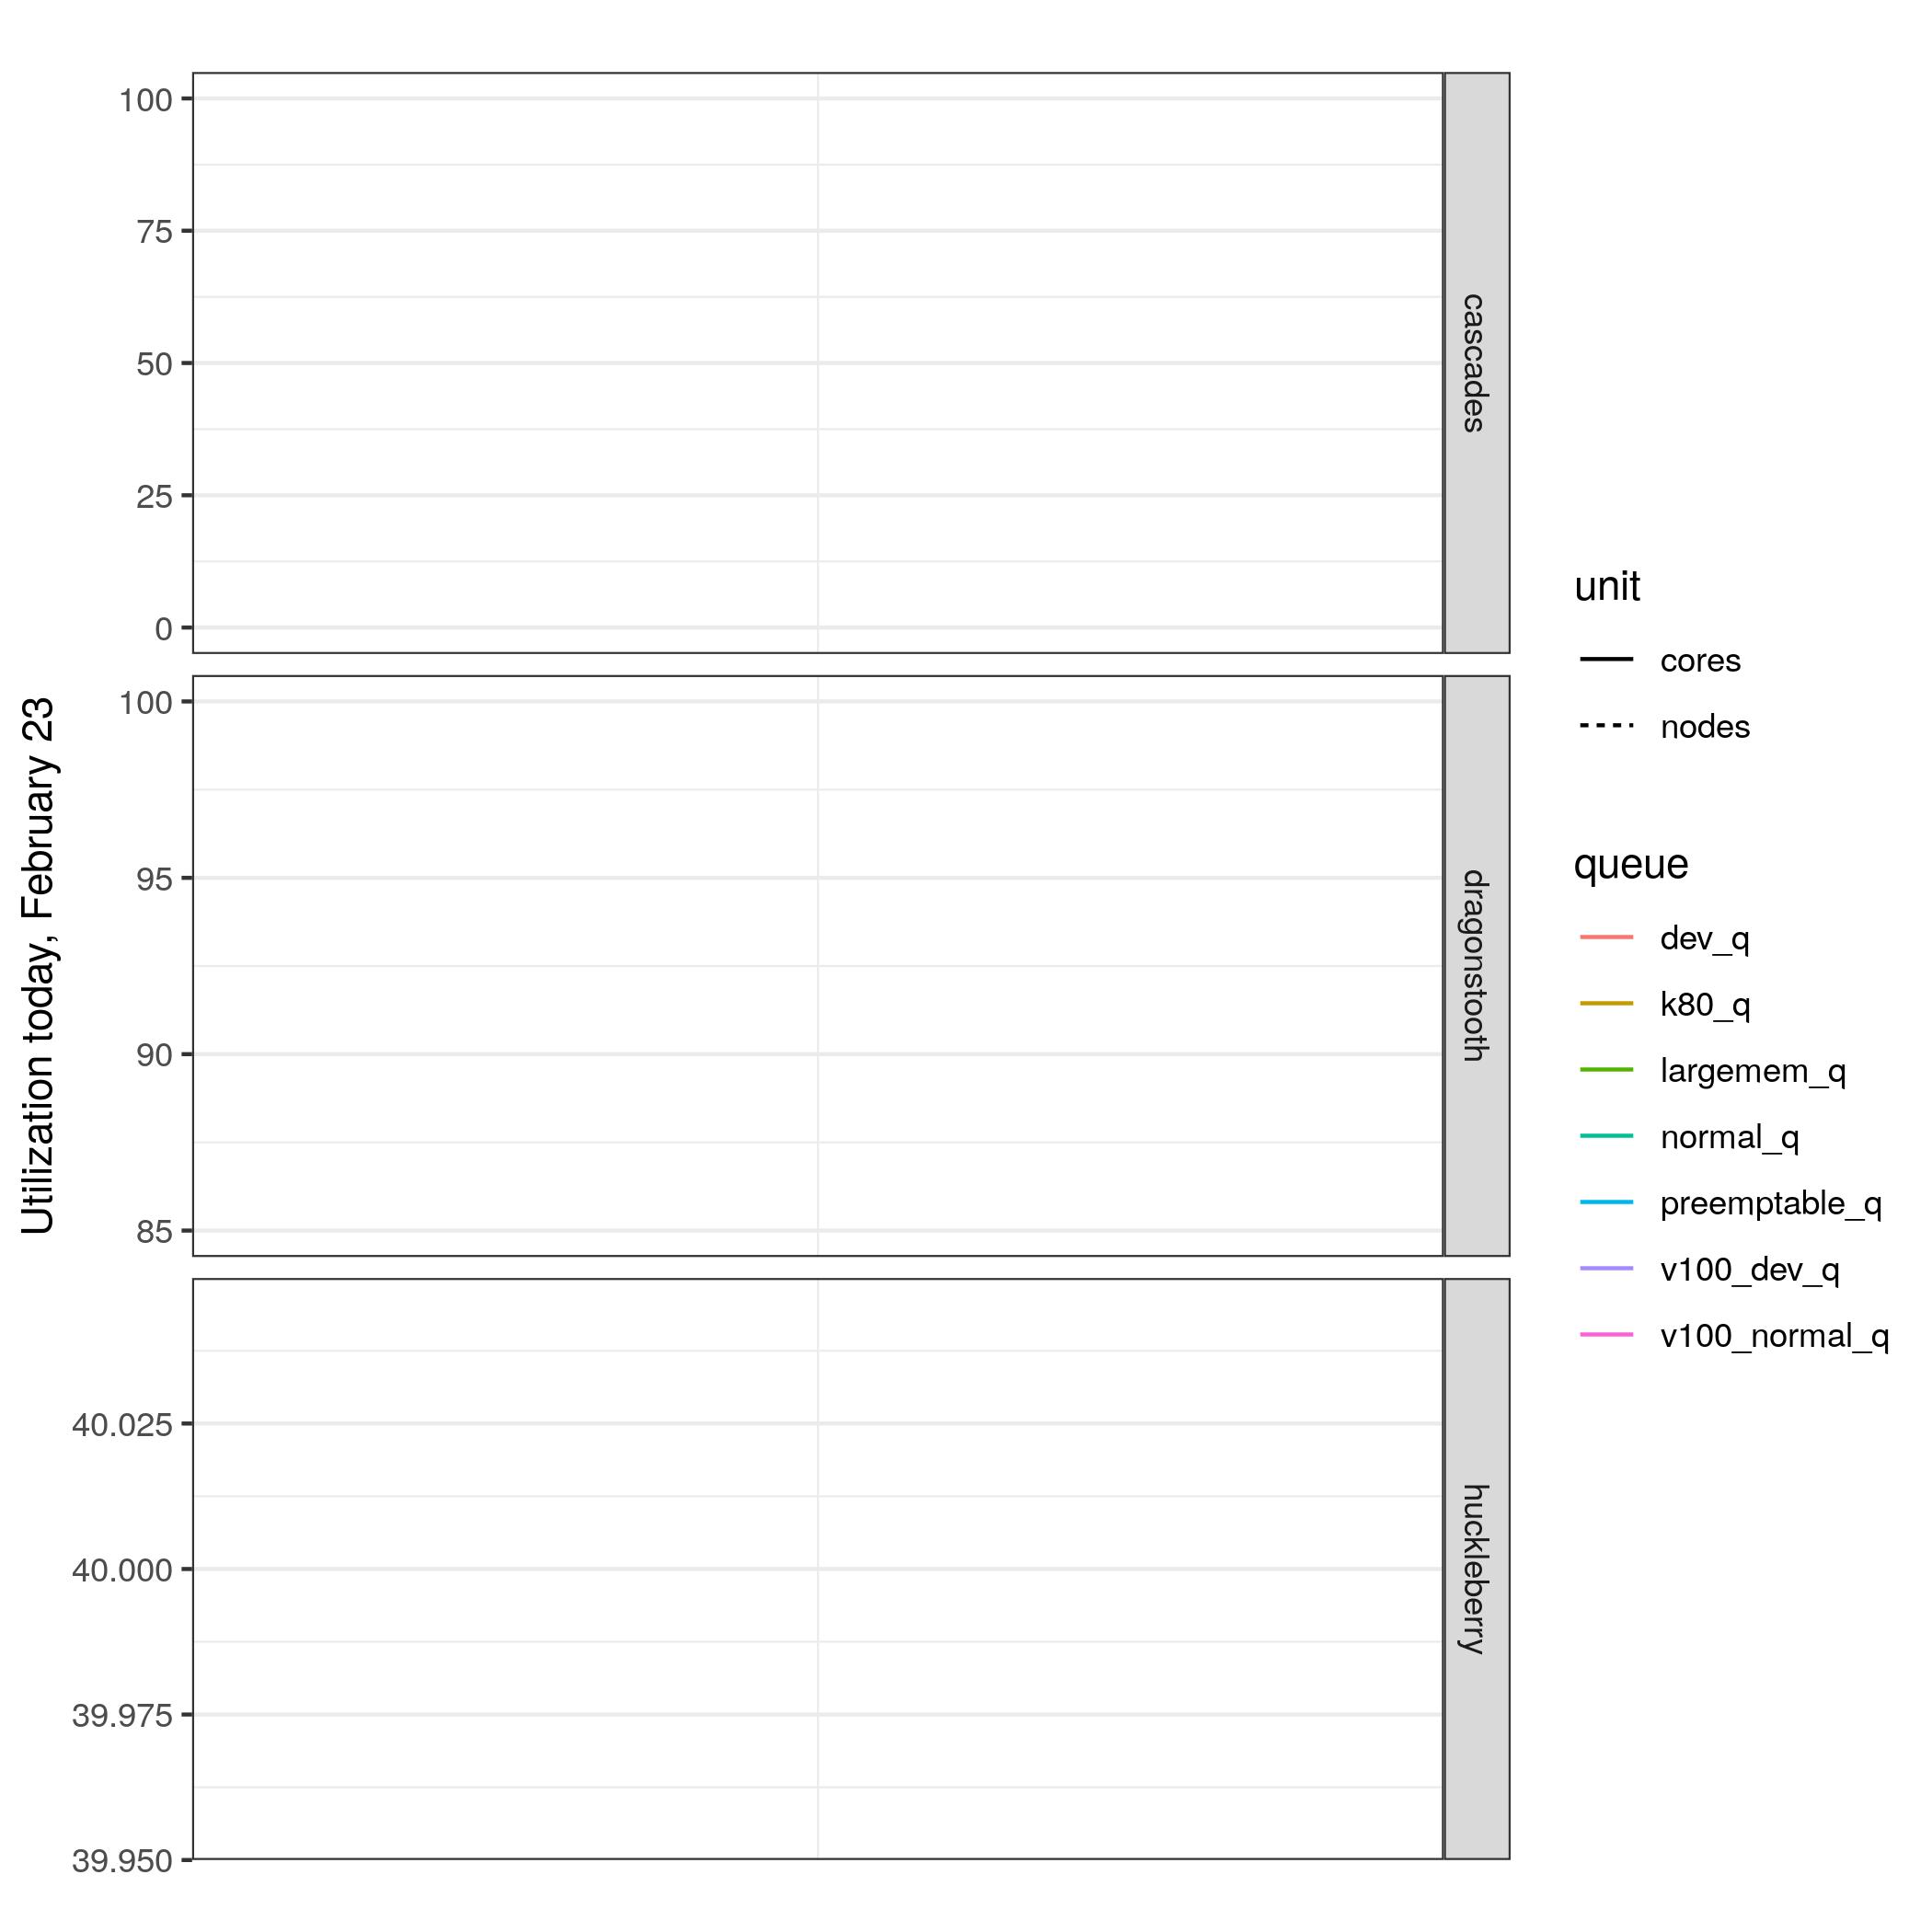 Utilization today, February 23
100
75
50
25
0
cascades
100
95
90
85
dragonstooth
40.025
40.000
39.975
39.950
huckleberry
unit
cores
nodes
queue
dev_q
k80_q
largemem_q
normal_q
preemptable_q
v100_dev_q
v100_normal_q